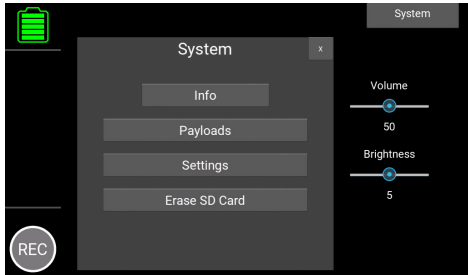 System
System
x
Info
Payloads
Settings
Erase SD Card
Volume
50
Brightness
5
REC